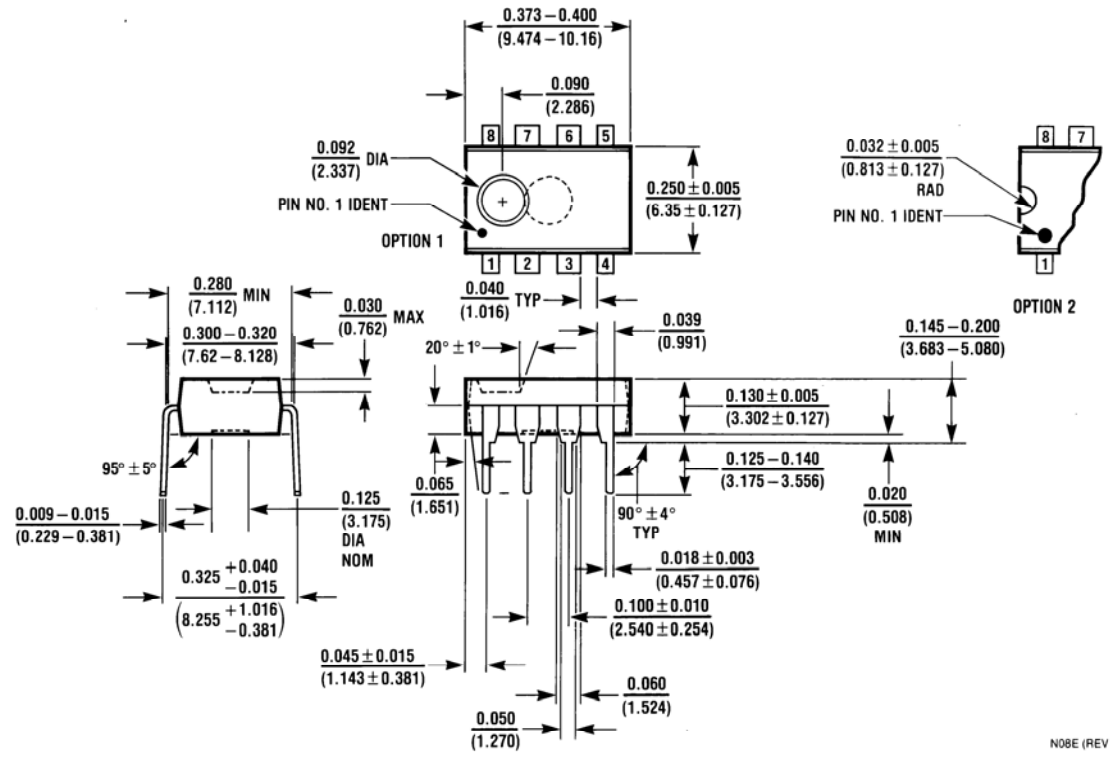 0.373 – 0.400
(9.474 – 10.16)
0.090
(2.286)
8 7 6 5
0.092
(2.337) DIA
PIN NO. 1 IDENT
OPTION 1
0.250 ± 0.005
(6.35 ± 0.127)
1 2 3 4
8 7
0.032 ± 0.005
(0.813 ± 0.127)
RAD
PIN NO. 1 IDENT
1
OPTION 2
0.280
(7.112) MIN
0.030
(0.762) MAX
0.300 – 0.320
(7.62 – 8.128)
0.040
(1.016) TYP
0.039
(0.991)
0.145 – 0.200
(3.683 – 5.080)
20° ± 1°
0.130 ± 0.005
(3.302 ± 0.127)
95° ± 5°
0.065
(1.651)
0.125 – 0.140
(3.175 – 3.556)
90° ± 4°
TYP
0.020
(0.508)
MIN
0.009 – 0.015
(0.229 – 0.381)
0.125
(3.175)
DIA
NOM
0.018 ± 0.003
(0.457 ± 0.076)
0.325 +0.040
–0.015
(8.255 +1.016
–0.381)
0.100 ± 0.010
(2.540 ± 0.254)
0.045 ± 0.015
(1.143 ± 0.381)
0.060
(1.524)
0.050
(1.270)
N08E (REV